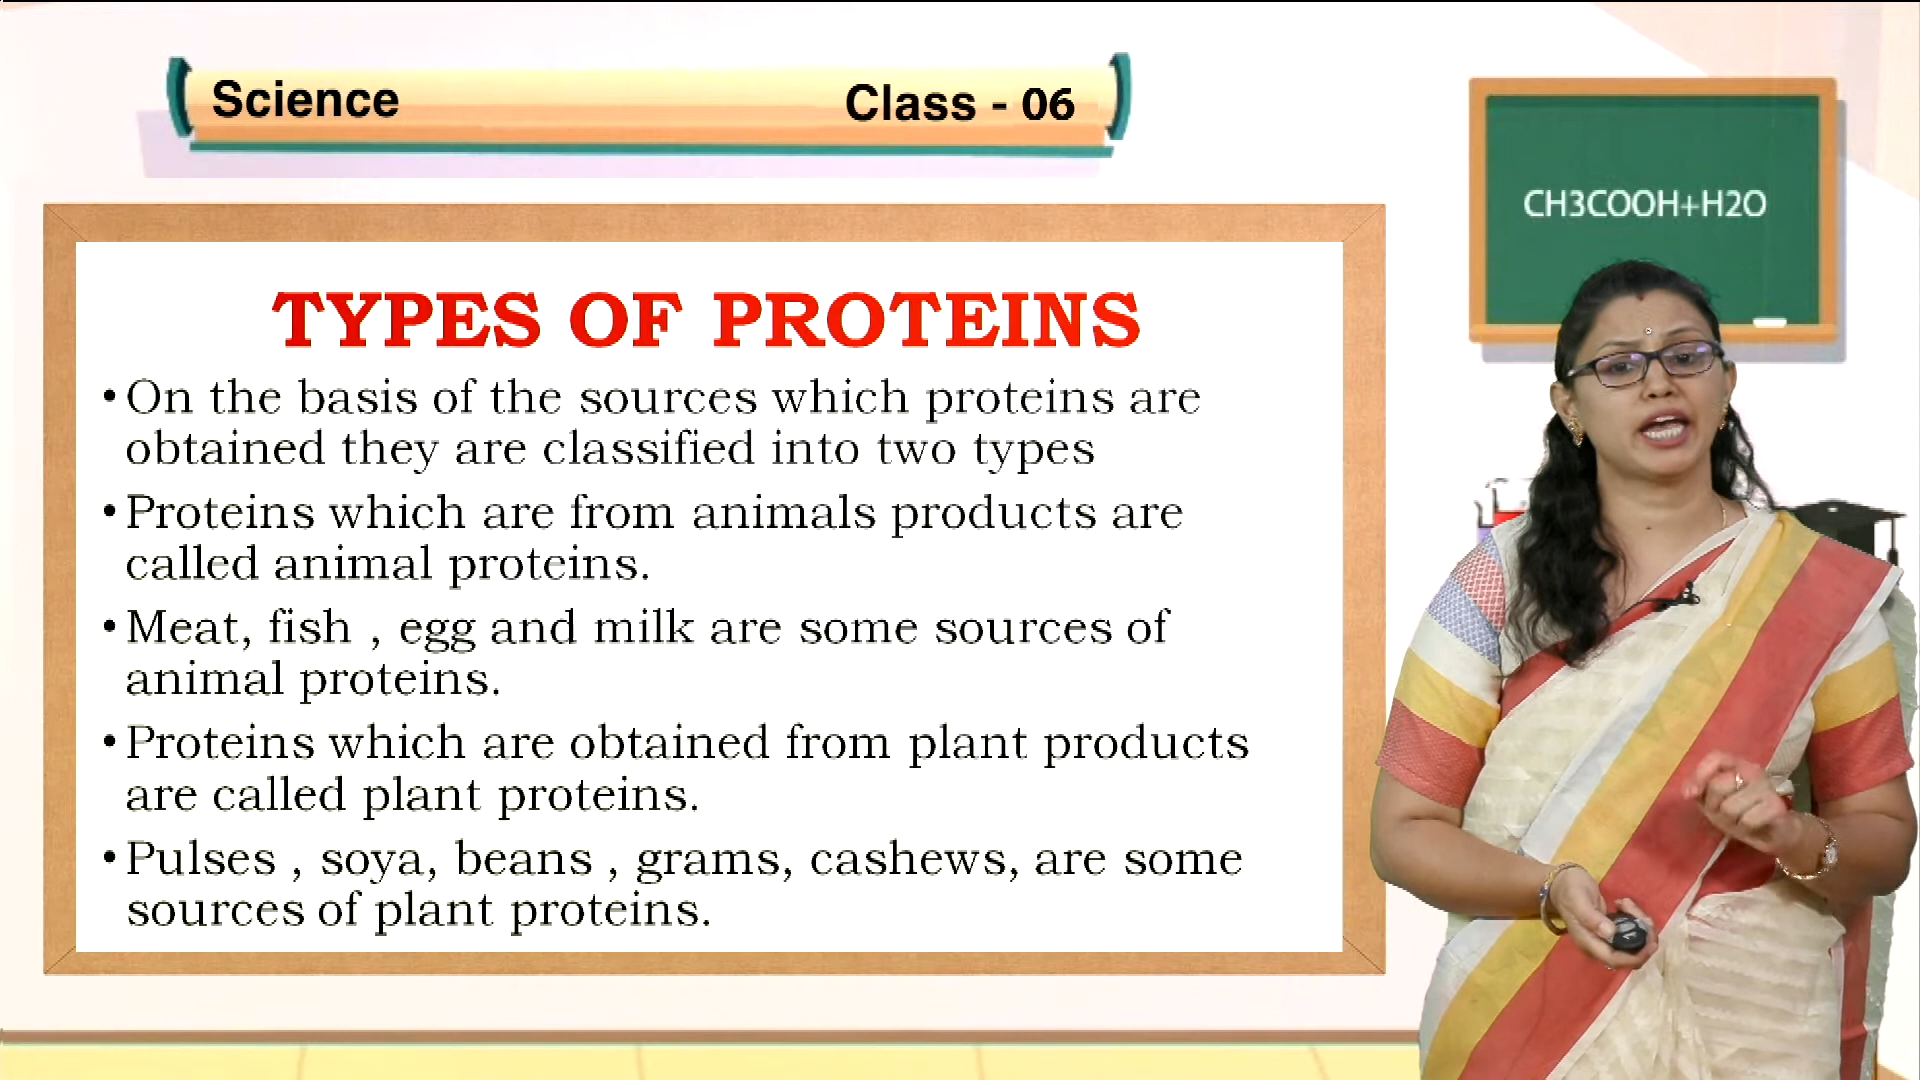 Science
Class - 06
CH3COOH+H2O
TYPES OF PROTEINS
•On the basis of the sources which proteins are
obtained they are classified into two types
•Proteins which are from animals products are
called animal proteins.
•Meat, fish , egg and milk are some sources of
animal proteins.
•Proteins which are obtained from plant products
are called plant proteins.
•Pulses , soya, beans , grams, cashews, are some
sources of plant proteins.